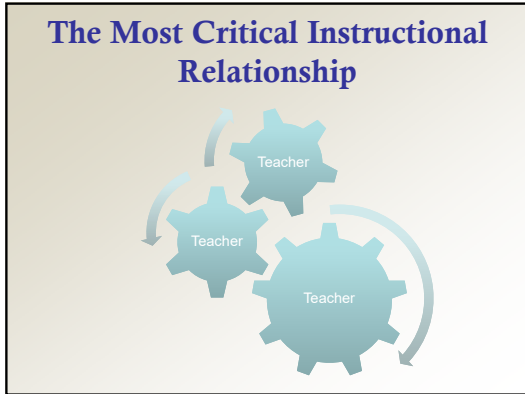 The Most Critical Instructional
Relationship
Teacher
Teacher
Teacher